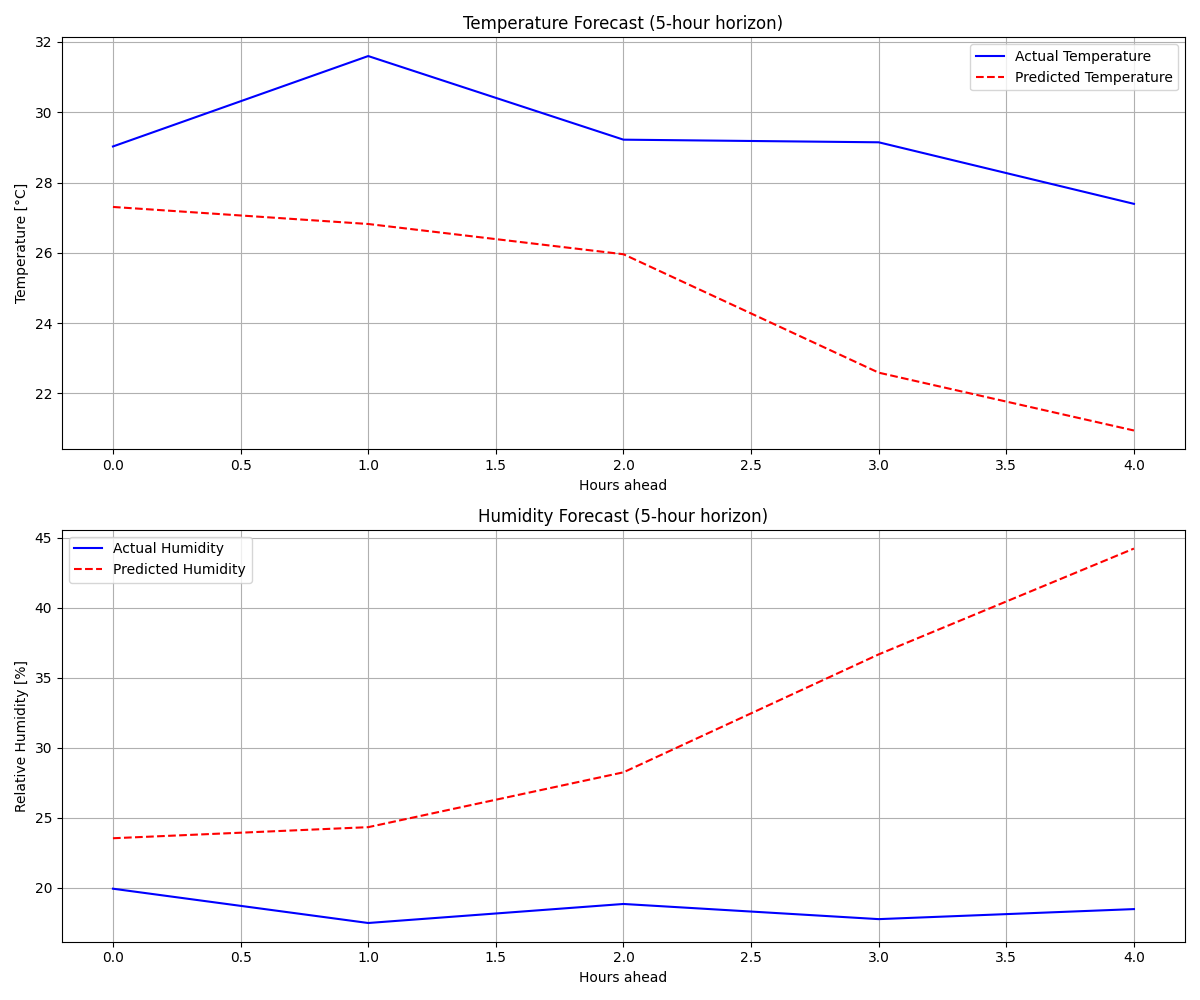 Temperature Forecast (5-hour horizon)
Actual Temperature
Predicted Temperature
Temperature [°C]
32
30
28
26
24
22
0.0 0.5 1.0 1.5 2.0 2.5 3.0 3.5 4.0
Hours ahead
Humidity Forecast (5-hour horizon)
Actual Humidity
Predicted Humidity
Relative Humidity [%]
45
40
35
30
25
20
0.0 0.5 1.0 1.5 2.0 2.5 3.0 3.5 4.0
Hours ahead